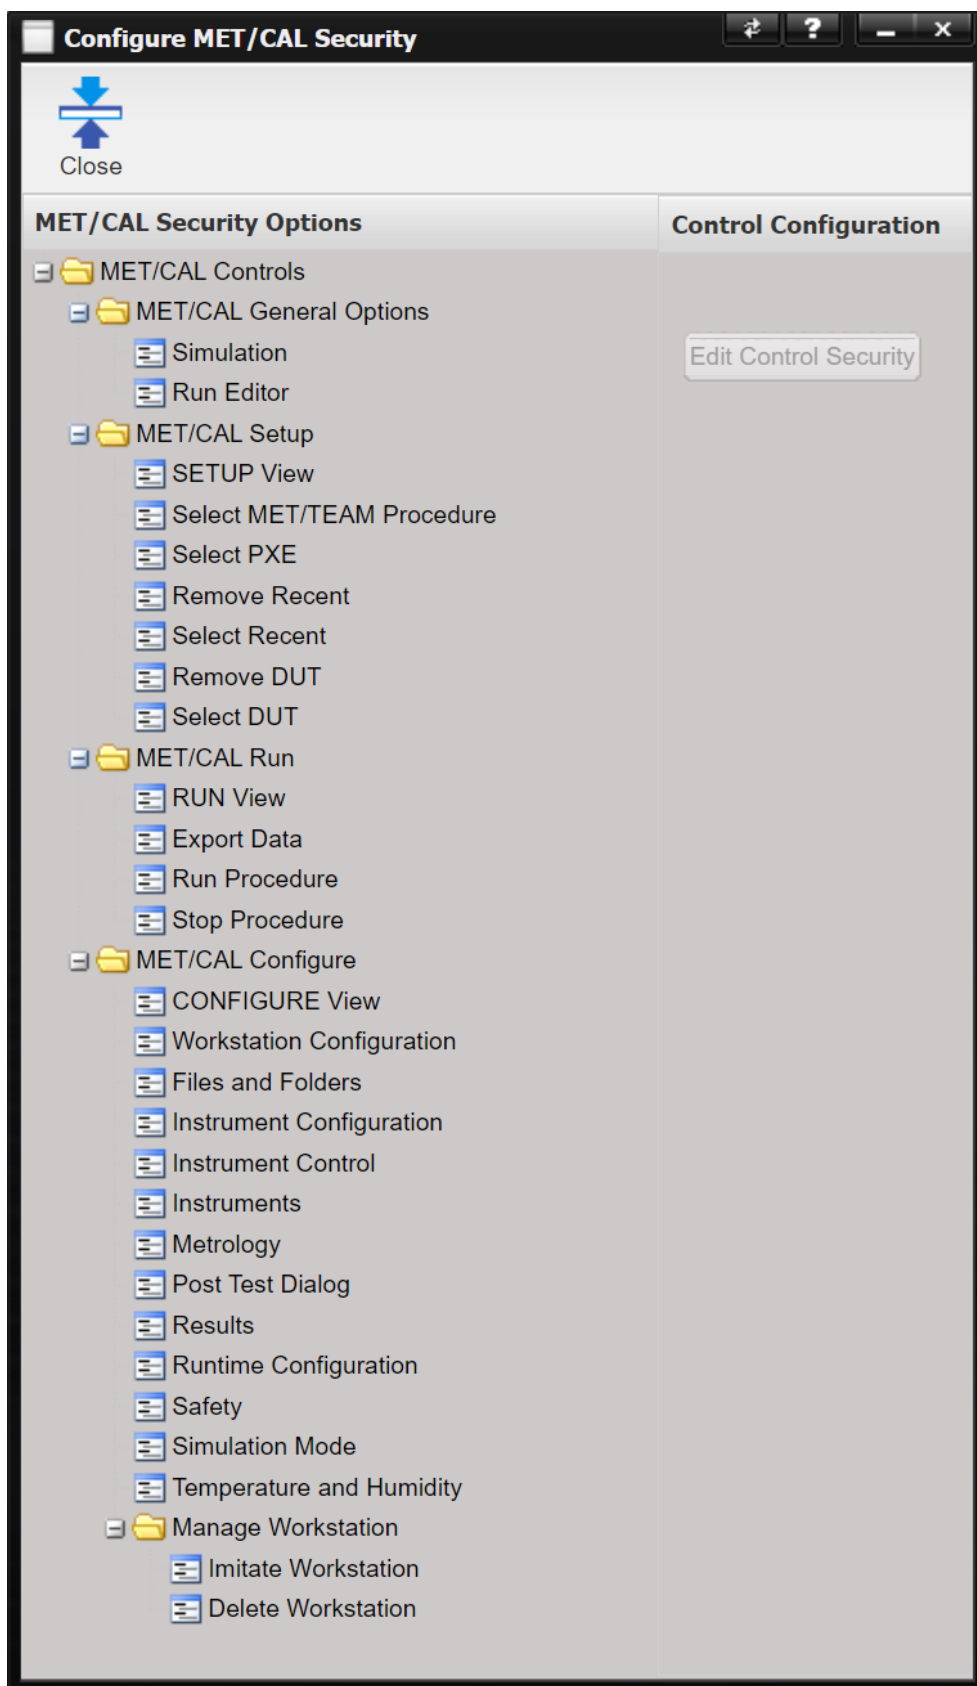 Configure MET/CAL Security
?
Close
MET/CAL Security Options
Control Configuration
MET/CAL Controls
MET/CAL General Options
Simulation
Edit Control Security
Run Editor
MET/CAL Setup
SETUP View
Select MET/TEAM Procedure
Select PXE
Remove Recent
Select Recent
Remove DUT
Select DUT
MET/CAL Run
RUN View
Export Data
Run Procedure
Stop Procedure
MET/CAL Configure
CONFIGURE View
Workstation Configuration
Files and Folders
Instrument Configuration
Instrument Control
Instruments
Metrology
Post Test Dialog
Results
Runtime Configuration
Safety
Simulation Mode
Temperature and Humidity
Manage Workstation
Imitate Workstation
Delete Workstation